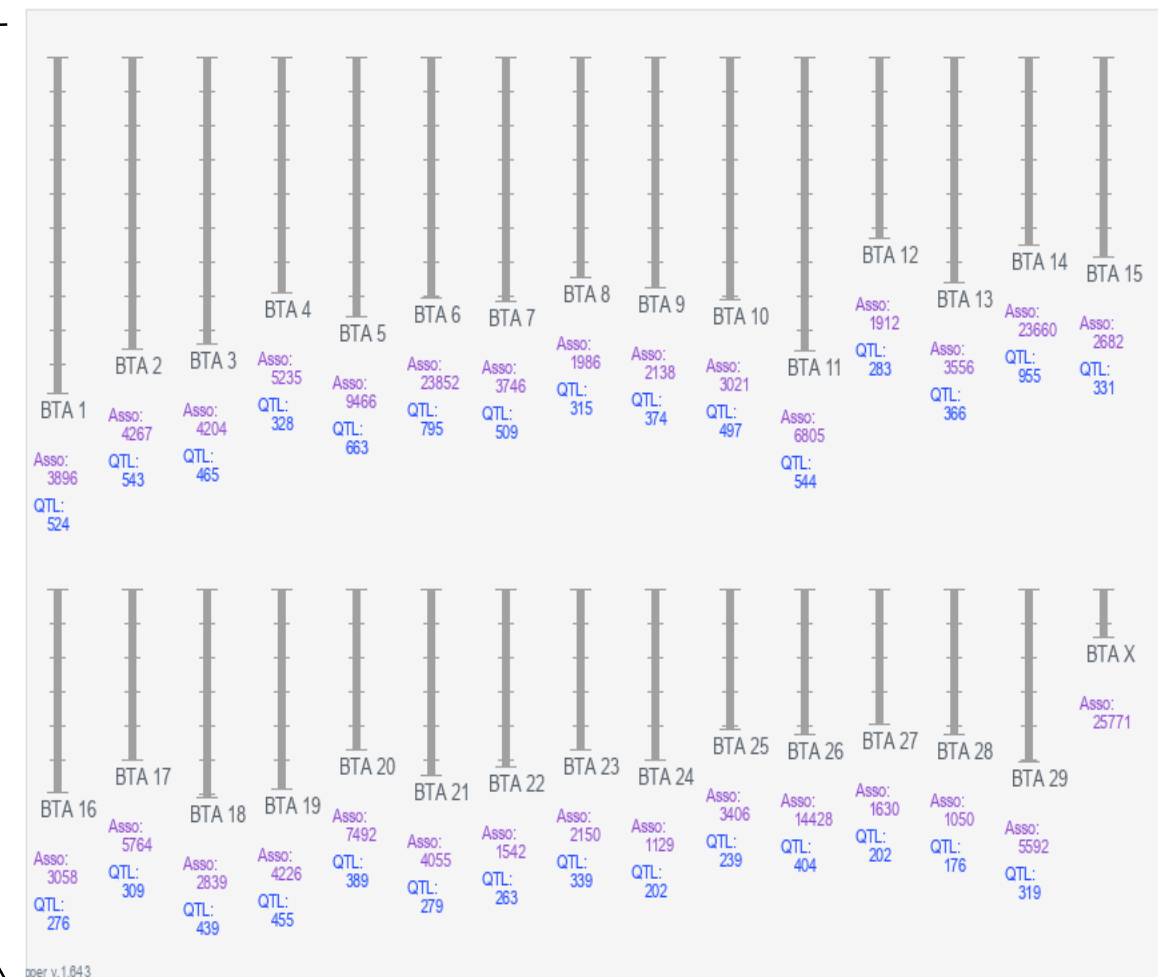 BTA 1
Asso:
3896
QTL:
524
BTA 2
Asso:
4267
QTL:
543
BTA 3
Asso:
4204
QTL:
465
BTA 4
Asso:
5235
QTL:
328
BTA 5
Asso:
9466
QTL:
663
BTA 6
Asso:
23852
QTL:
795
BTA 7
Asso:
3746
QTL:
509
BTA 8
Asso:
1986
QTL:
315
BTA 9
Asso:
2138
QTL:
374
BTA 10
Asso:
3021
QTL:
497
BTA 11
Asso:
6805
QTL:
544
BTA 12
Asso:
1912
QTL:
283
BTA 13
Asso:
3556
QTL:
366
BTA 14
Asso:
23660
QTL:
955
BTA 15
Asso:
2682
QTL:
331
BTA 16
Asso:
3058
QTL:
276
BTA 17
Asso:
5764
QTL:
309
BTA 18
Asso:
2839
QTL:
439
BTA 19
Asso:
4226
QTL:
455
BTA 20
Asso:
7492
QTL:
389
BTA 21
Asso:
4055
QTL:
279
BTA 22
Asso:
1542
QTL:
263
BTA 23
Asso:
2150
QTL:
339
BTA 24
Asso:
1129
QTL:
202
BTA 25
Asso:
3406
QTL:
239
BTA 26
Asso:
14428
QTL:
404
BTA 27
Asso:
1630
QTL:
202
BTA 28
Asso:
1050
QTL:
176
BTA 29
Asso:
5592
QTL:
319
BTA X
Asso:
25771
v.1.643